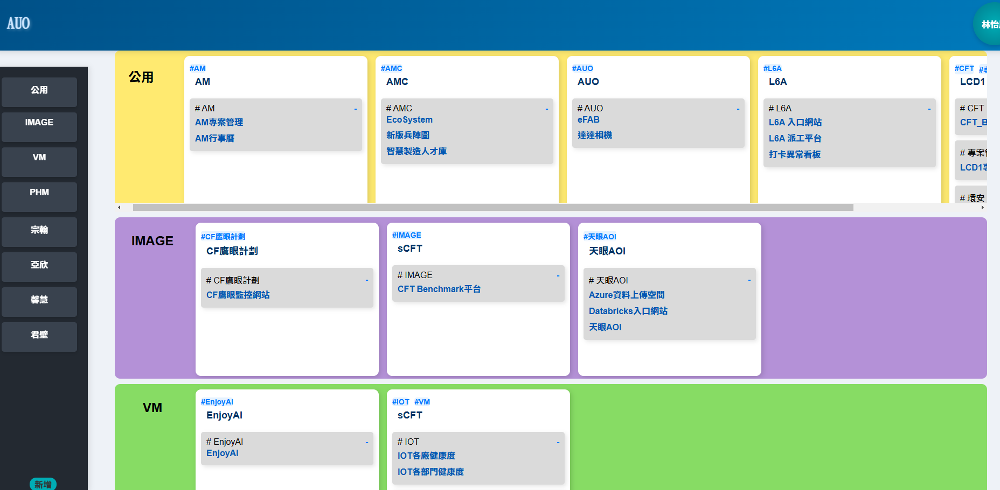 AUO
林怡
公用
IMAGE
VM
PHM
宗翰
亞欣
馨慧
君壁
新增
公用
#AM
AM
# AM
-
AM專案管理
AM行事曆
#AMC
AMC
# AMC
-
EcoSystem
新版兵陣圖
智慧製造人才庫
#AUO
AUO
# AUO
-
eFAB
達達相機
#L6A
L6A
# L6A
-
L6A 入口網站
L6A 派工平台
打卡異常看板
#CFT #專
LCD1
# CFT
CFT_B
# 專案管
LCD1專
# 環安
IMAGE
#CF鷹眼計劃
CF鷹眼計劃
# CF鷹眼計劃
-
CF鷹眼監控網站
#IMAGE
sCFT
# IMAGE
-
CFT Benchmark平台
#天眼AOI
天眼AOI
# 天眼AOI
-
Azure資料上傳空間
Databricks入口網站
天眼AOI
VM
#EnjoyAI
EnjoyAI
# EnjoyAI
-
EnjoyAI
#IOT #VM
sCFT
# IOT
-
IOT各廠健康度
IOT各部門健康度